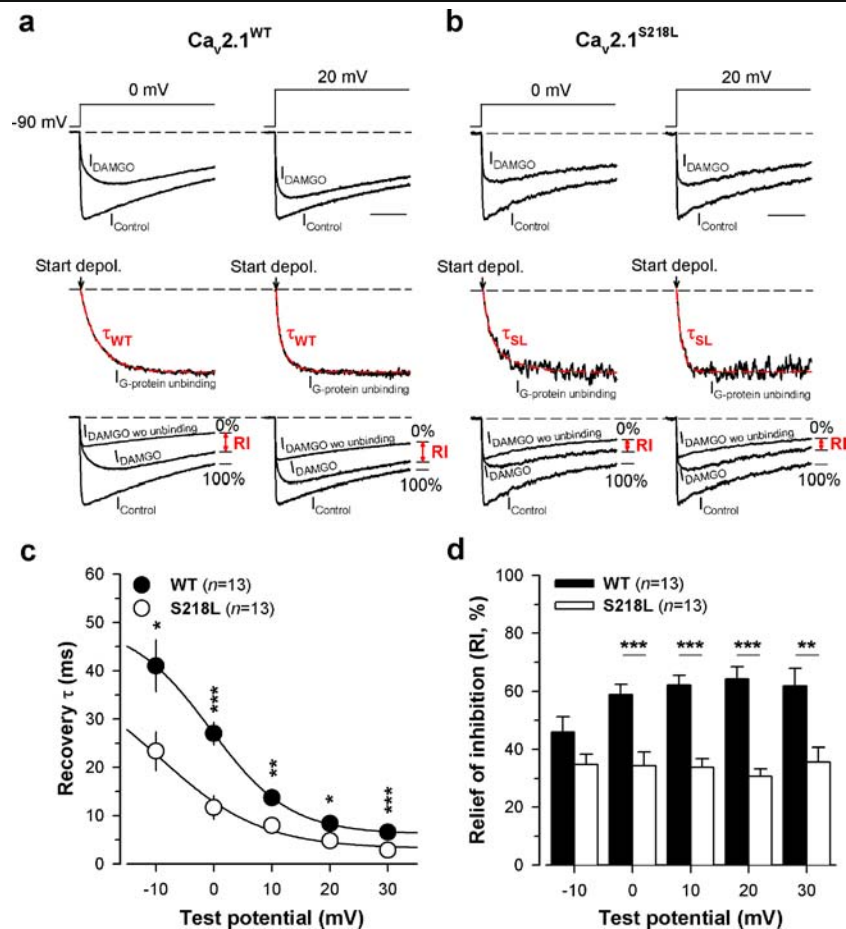 a
Cav2.1WT
0 mV
20 mV
-90 mV
IDAMGO
IControl
IDAMGO
IControl
Start depol.
Start depol.
τWT
τWT
IG-protein unbinding
IG-protein unbinding
IDAMGO wo unbinding
0%
RI
IDAMGO
100%
IControl
IDAMGO wo unbinding
0%
RI
IDAMGO
100%
IControl
b
Cav2.1S218L
0 mV
20 mV
IDAMGO
IControl
IDAMGO
IControl
Start depol.
Start depol.
τSL
τSL
IG-protein unbinding
IG-protein unbinding
IDAMGO wo unbinding
0%
RI
IDAMGO
100%
IControl
IDAMGO wo unbinding
0%
RI
IDAMGO
100%
IControl
c
WT (n=13)
S218L (n=13)
Recovery τ (ms)
60
50
40
30
20
10
0
*
***
**
*
***
-10 0 10 20 30
Test potential (mV)
d
WT (n=13)
S218L (n=13)
Relief of inhibition (RI, %)
100
80
60
40
20
0
*** *** *** **
-10 0 10 20 30
Test potential (mV)